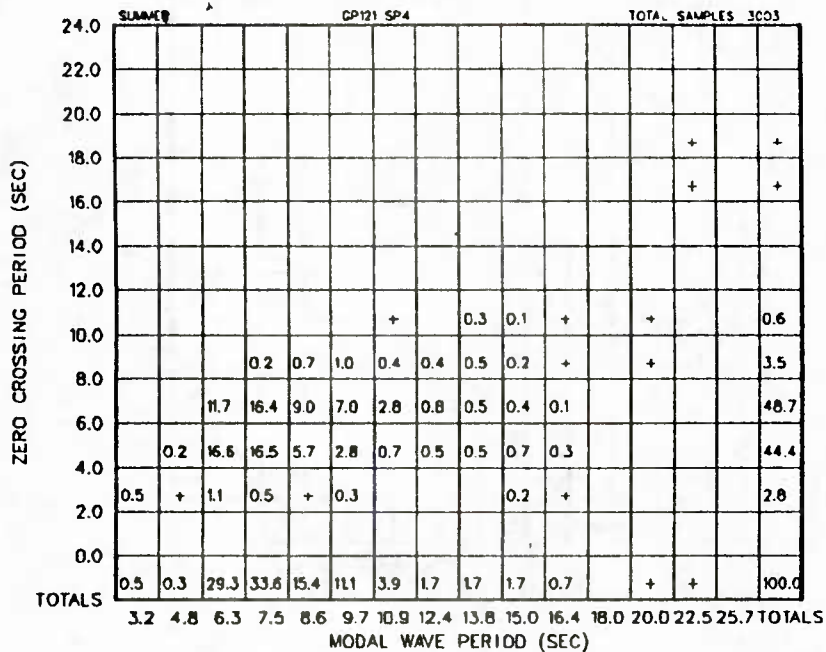 SUMMER GP121 SP4 TOTAL SAMPLES 3003
24.0
22.0
20.0
18.0 + +
16.0 + +
14.0
12.0
10.0 + 0.3 0.1 + + 0.6
8.0 0.2 0.7 1.0 0.4 0.4 0.5 0.2 + + 3.5
6.0 11.7 16.4 9.0 7.0 2.8 0.8 0.5 0.4 0.1 48.7
4.0 0.2 16.6 16.5 5.7 2.8 0.7 0.5 0.5 0.7 0.3 44.4
2.0 0.5 + 1.1 0.5 + 0.3 0.2 + 2.8
0.0
TOTALS 0.5 0.3 29.3 33.6 15.4 11.1 3.9 1.7 1.7 1.7 0.7 + + 100.0
3.2 4.8 6.3 7.5 8.6 9.7 10.9 12.4 13.8 15.0 16.4 18.0 20.0 22.5 25.7 TOTALS
MODAL WAVE PERIOD (SEC)
ZERO CROSSING PERIOD (SEC)